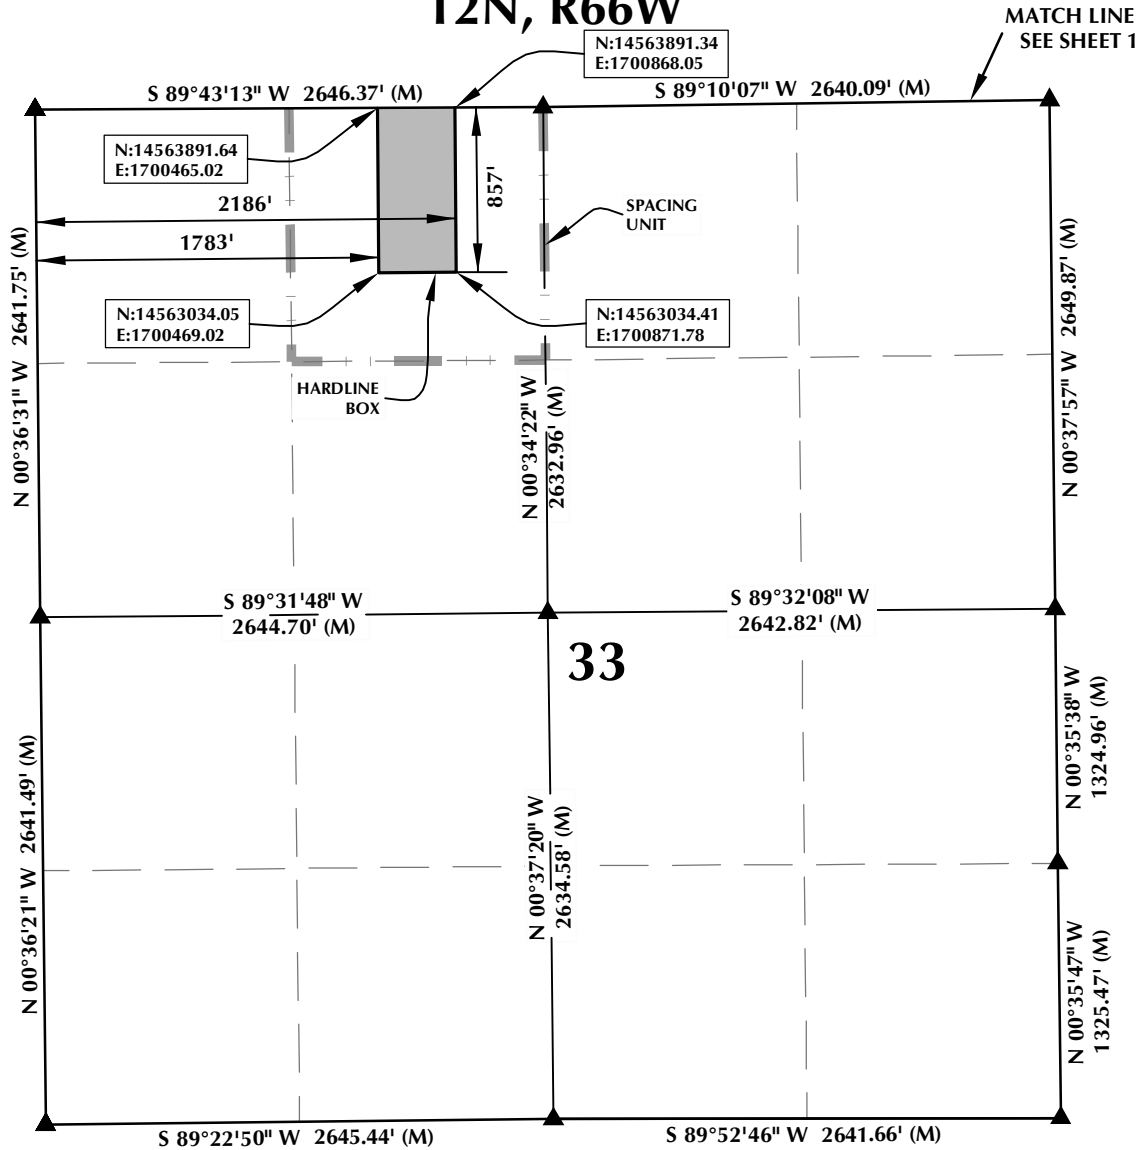 12N, R66W
MATCH LINE
SEE SHEET 1
N:14563891.34
E:1700868.05
S 89°43'13" W 2646.37' (M)
S 89°10'07" W 2640.09' (M)
N:14563891.64
E:1700465.02
857'
2186'
SPACING
UNIT
1783'
N:14563034.05
E:1700469.02
N:14563034.41
E:1700871.78
N 00°36'31" W 2641.75' (M)
N 00°37'57" W 2649.87' (M)
HARDLINE
BOX
N 00°34'22" W
2632.96' (M)
S 89°31'48" W
2644.70' (M)
S 89°32'08" W
2642.82' (M)
33
N 00°35'38" W
1324.96' (M)
N 00°36'21" W 2641.49' (M)
N 00°37'20" W
2634.58' (M)
N 00°35'47" W
1325.47' (M)
S 89°22'50" W 2645.44' (M)
S 89°52'46" W 2641.66' (M)